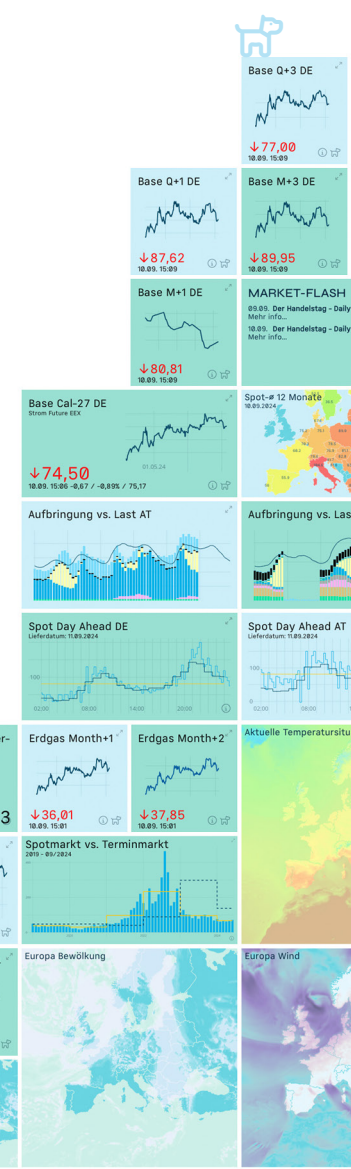 Base Q+3 DE
↓77,00
10.09. 15:09
Base Q+1 DE
↓87,62
10.09. 15:09
Base M+3 DE
↓89,95
10.09. 15:09
Base M+1 DE
↓80,81
10.09. 15:09
MARKET-FLASH
09.09. Der Handelstag - Daily
Mehr info...
10.09. Der Handelstag - Daily
Mehr info...
Base Cal-27 DE
Strom Future EEX
01.05.24
↓74,50
10.09. 15:06 -0,67 / -0,89% / 75,17
Spot-⌀ 12 Monate
10.09.2024
Aufbringung vs. Last AT
Aufbringung vs. Las
Spot Day Ahead DE
Lieferdatum: 11.09.2024
100
02:00 08:00 14:00 20:00
Spot Day Ahead AT
Lieferdatum: 11.09.2024
100
02:00 08:00
er-
3
Erdgas Month+1
↓36,01
10.09. 15:01
Erdgas Month+2
↓37,85
10.09. 15:01
Aktuelle Temperatursitu
Spotmarkt vs. Terminmarkt
2019 - 09/2024
Europa Bewölkung
Europa Wind